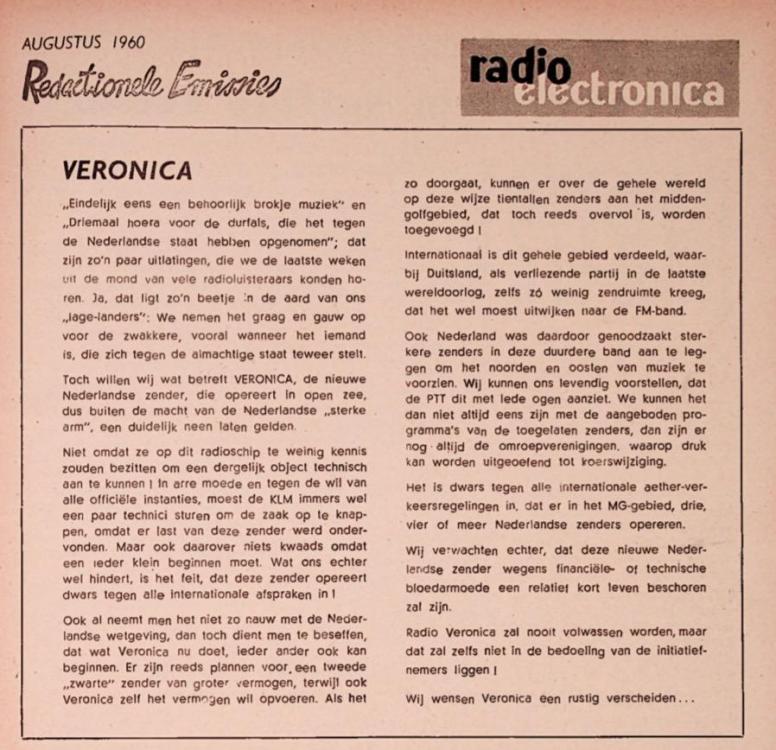 AUGUSTUS 1960
Redactionele Emissies
radio
electronica
VERONICA
„Eindelijk eens een behoorlijk brokje muziek" en
„Driemaal hoera voor de durfals, die het tegen
de Nederlandse staat hebben opgenomen"; dat
zijn zo'n paar uitlatingen, die we de laatste weken
uit de mond van vele radioluisteraars konden ho-
ren. Ja, dat ligt zo'n beetje in de aard van ons
„lage-landers": We nemen het graag en gauw op
voor de zwakkere, vooral wanneer het iemand
is, die zich tegen de almachtige staat teweer stelt.
Toch willen wij wat betreft VERONICA, de nieuwe
Nederlandse zender, die opereert in open zee,
dus buiten de macht van de Nederlandse „sterke
arm", een duidelijk neen laten gelden.
Niet omdat ze op dit radioschip te weinig kennis
zouden bezitten om een dergelijk object technisch
aan te kunnen! In arre moede en tegen de wil van
alle officiële instanties, moest de KLM immers wel
een paar technici sturen om de zaak op te knap-
pen, omdat er last van deze zender werd onder-
vonden. Maar ook daarover niets kwaads omdat
een ieder klein beginnen moet. Wat ons echter
wel hindert, is het feit, dat deze zender opereert
dwars tegen alle internationale afspraken in!
Ook al neemt men het niet zo nauw met de Neder-
landse wetgeving, dan toch dient men te beseffen,
dat wat Veronica nu doet, ieder ander ook kan
beginnen. Er zijn reeds plannen voor een tweede
„zwarte" zender van groter vermogen, terwijl ook
Veronica zelf het vermogen wil opvoeren. Als het
zo doorgaat, kunnen er over de gehele wereld
op deze wijze tientallen zenders aan het midden-
golfgebied, dat toch reeds overvol is, worden
toegevoegd!
Internationaal is dit gehele gebied verdeeld, waar-
bij Duitsland, als verliezende partij in de laatste
wereldoorlog, zelfs zó weinig zendruimte kreeg,
dat het wel moest uitwijken naar de FM-band.
Ook Nederland was daardoor genoodzaakt ster-
kere zenders in deze duurdere band aan te leg-
gen om het noorden en oosten van muziek te
voorzien. Wij kunnen ons levendig voorstellen, dat
de PTT dit met lede ogen aanziet. We kunnen het
dan niet altijd eens zijn met de aangeboden pro-
gramma's van de toegelaten zenders, dan zijn er
nog altijd de omroepverenigingen, waarop druk
kan worden uitgeoefend tot koerswijziging.
Het is dwars tegen alle internationale aether-ver-
keersregelingen in, dat er in het MG-gebied, drie,
vier of meer Nederlandse zenders opereren.
Wij verwachten echter, dat deze nieuwe Neder-
landse zender wegens financiële- of technische
bloedarmoede een relatief kort leven beschoren
zal zijn.
Radio Veronica zal nooit volwassen worden, maar
dat zal zelfs niet in de bedoeling van de initiatief-
nemers liggen!
Wij wensen Veronica een rustig verscheiden...